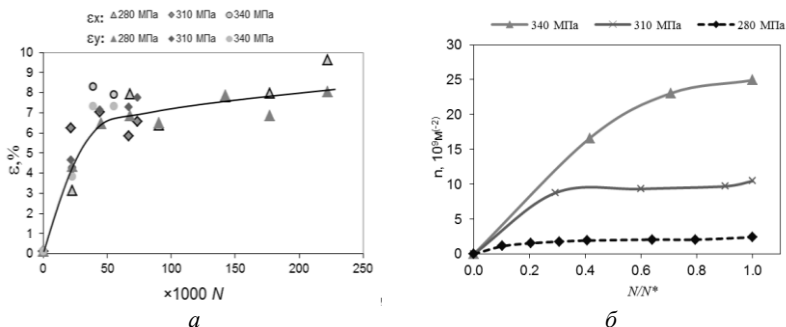 εx: 280 МПа 310 МПа 340 МПа
εy: 280 МПа 310 МПа 340 МПа
10
9
8
7
6
5
4
3
2
1
0
ε,%
0 50 100 150 200 250
×1000 N
а
340 МПа 310 МПа 280 МПа
30
25
20
15
10
5
0
n, 10⁹м⁽⁻²⁾
0.0 0.2 0.4 0.6 0.8 1.0
N/N*
б